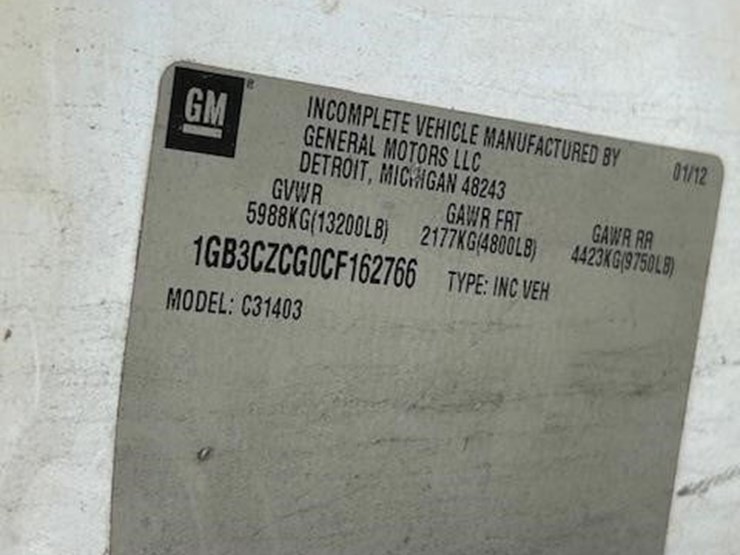 GM ®
INCOMPLETE VEHICLE MANUFACTURED BY 01/12
GENERAL MOTORS LLC
DETROIT, MICHIGAN 48243
GVWR GAWR FRT GAWR RR
5988KG(13200LB) 2177KG(4800LB) 4423KG(9750LB)
1GB3CZCG0CF162766 TYPE: INC VEH
MODEL: C31403